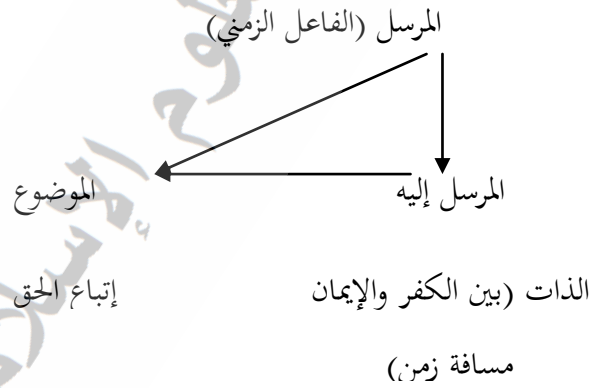 المرسل (الفاعل الزمني)
المرسل إليه الموضوع
الذات (بين الكفر والإيمان إتباع الحق
مسافة زمن)